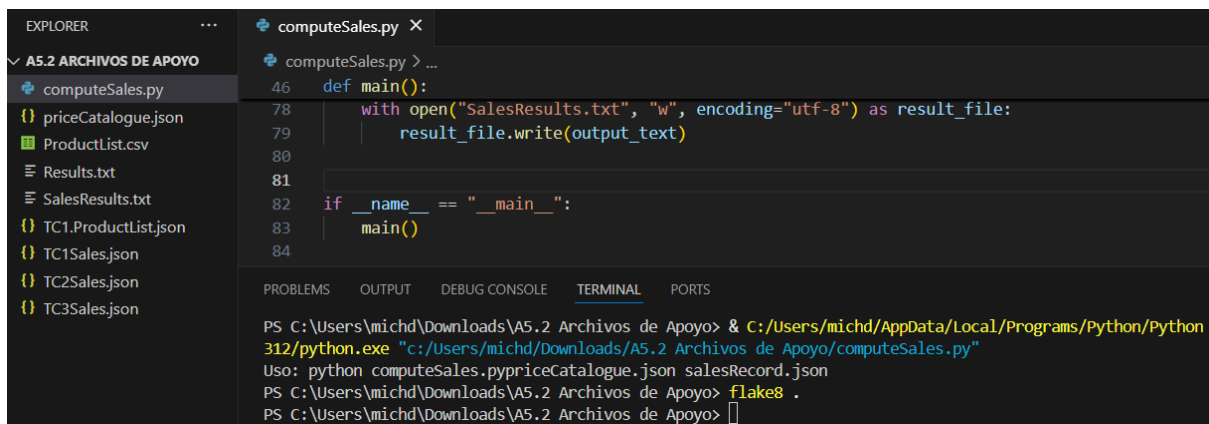 EXPLORER ...
A5.2 ARCHIVOS DE APOYO
computeSales.py
priceCatalogue.json
ProductList.csv
Results.txt
SalesResults.txt
TC1.ProductList.json
TC1Sales.json
TC2Sales.json
TC3Sales.json
computeSales.py
computeSales.py > ...
46 def main():
78 with open("SalesResults.txt", "w", encoding="utf-8") as result_file:
79 result_file.write(output_text)
80
81
82 if __name__ == "__main__":
83 main()
84
PROBLEMS OUTPUT DEBUG CONSOLE TERMINAL PORTS
PS C:\Users\michd\Downloads\A5.2 Archivos de Apoyo> & C:/Users/michd/AppData/Local/Programs/Python/Python
312/python.exe "c:/Users/michd/Downloads/A5.2 Archivos de Apoyo/computeSales.py"
Uso: python computeSales.pypriceCatalogue.json salesRecord.json
PS C:\Users\michd\Downloads\A5.2 Archivos de Apoyo> flake8 .
PS C:\Users\michd\Downloads\A5.2 Archivos de Apoyo>